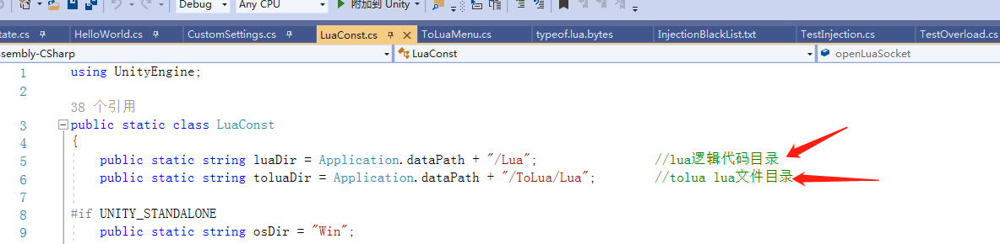 Debug Any CPU 附加到 Unity
tate.cs HelloWorld.cs CustomSettings.cs LuaConst.cs ToLuaMenu.cs typeof.lua.bytes InjectionBlackList.txt TestInjection.cs TestOverload.cs
ssembly-CSharp LuaConst openLuaSocket
1 using UnityEngine;
2
38 个引用
3 public static class LuaConst
4 {
5 public static string luaDir = Application.dataPath + "/Lua"; //lua逻辑代码目录
6 public static string toluaDir = Application.dataPath + "/ToLua/Lua"; //tolua lua文件目录
7
8 #if UNITY_STANDALONE
9 public static string osDir = "Win";